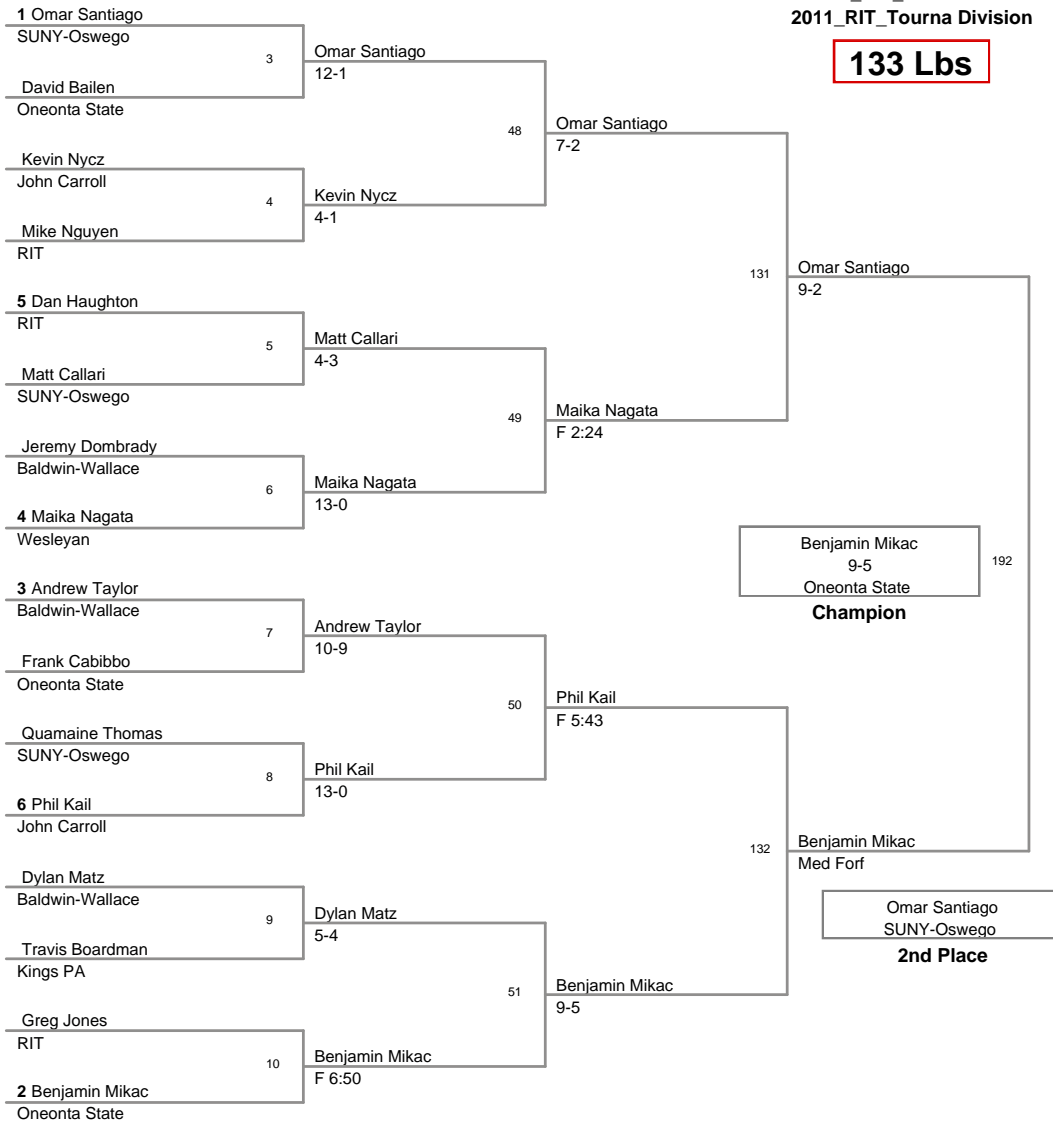 2011_RIT_Tourna Division
133 Lbs
1 Omar Santiago
SUNY-Oswego
3
David Bailen
Oneonta State
Kevin Nycz
John Carroll
4
Mike Nguyen
RIT
5 Dan Haughton
RIT
5
Matt Callari
SUNY-Oswego
Jeremy Dombrady
Baldwin-Wallace
6
4 Maika Nagata
Wesleyan
3 Andrew Taylor
Baldwin-Wallace
7
Frank Cabibbo
Oneonta State
Quamaine Thomas
SUNY-Oswego
8
6 Phil Kail
John Carroll
Dylan Matz
Baldwin-Wallace
9
Travis Boardman
Kings PA
Greg Jones
RIT
10
2 Benjamin Mikac
Oneonta State
Omar Santiago
12-1
48
Kevin Nycz
4-1
Matt Callari
4-3
49
Maika Nagata
13-0
Andrew Taylor
10-9
50
Phil Kail
13-0
Dylan Matz
5-4
51
Benjamin Mikac
F 6:50
Omar Santiago
7-2
131
Maika Nagata
F 2:24
Phil Kail
F 5:43
132
Benjamin Mikac
9-5
Omar Santiago
9-2
192
Benjamin Mikac
Med Forf
Benjamin Mikac
9-5
Oneonta State
Champion
Omar Santiago
SUNY-Oswego
2nd Place